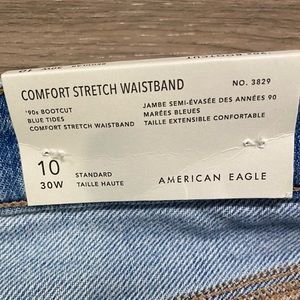 COMFORT STRETCH WAISTBAND
NO. 3829
'90s BOOTCUT
BLUE TIDES
COMFORT STRETCH WAISTBAND
JAMBE SEMI-ÉVASÉE DES ANNÉES 90
MARÉES BLEUES
TAILLE EXTENSIBLE CONFORTABLE
10
30W
STANDARD
TAILLE HAUTE
AMERICAN EAGLE